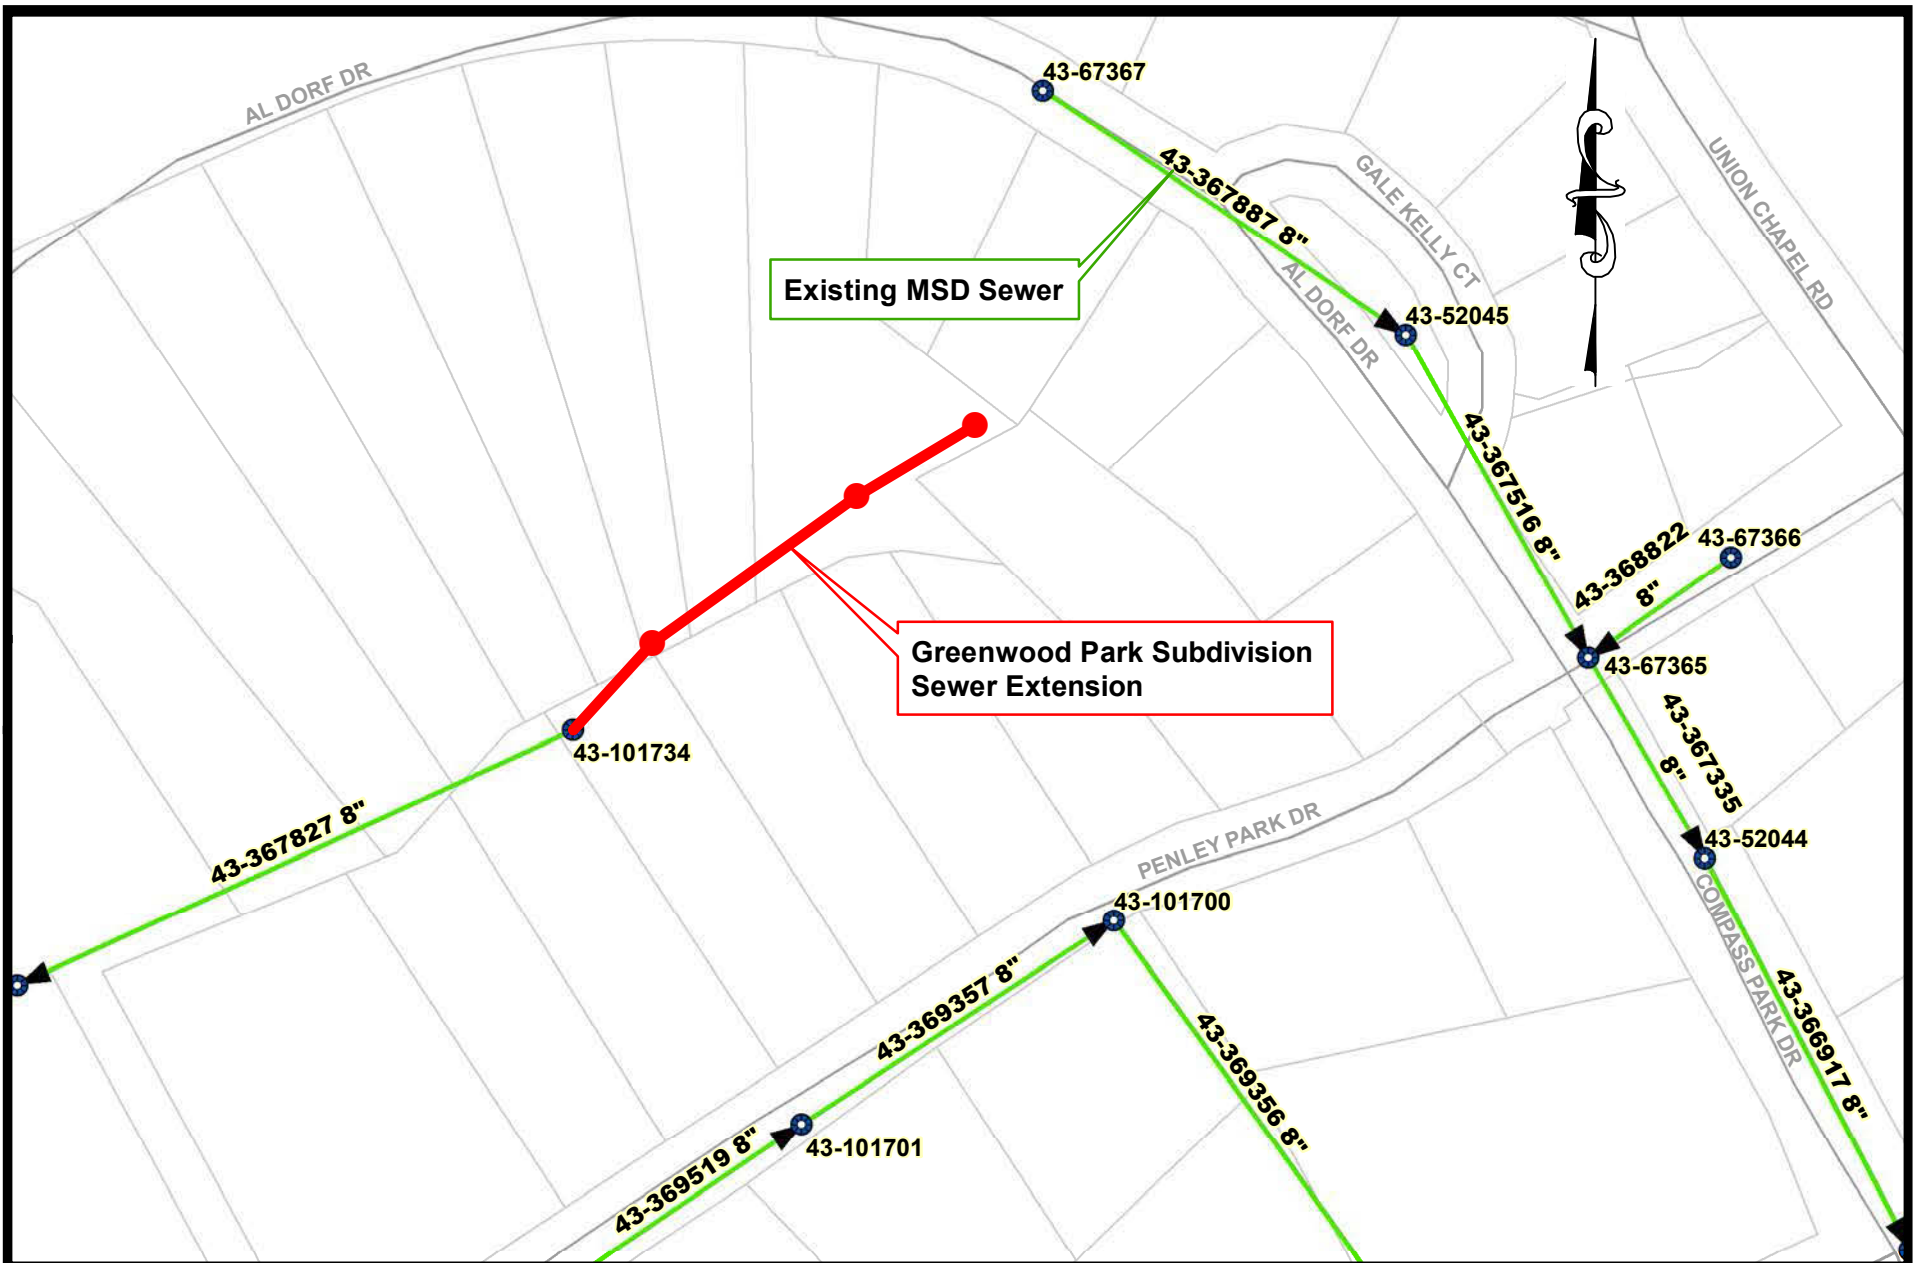 AL DORF DR
43-67367
43-367887 8"
GALE KELLY CT
UNION CHAPEL RD
Existing MSD Sewer
AL DORF DR
43-52045
43-367516 8"
43-368822
8"
43-67366
Greenwood Park Subdivision
Sewer Extension
43-67365
43-101734
43-367335
8"
43-367827 8"
PENLEY PARK DR
43-52044
43-101700
COMPASS PARK DR
43-369357 8"
43-366917 8"
43-369356 8"
43-101701
43-369519 8"